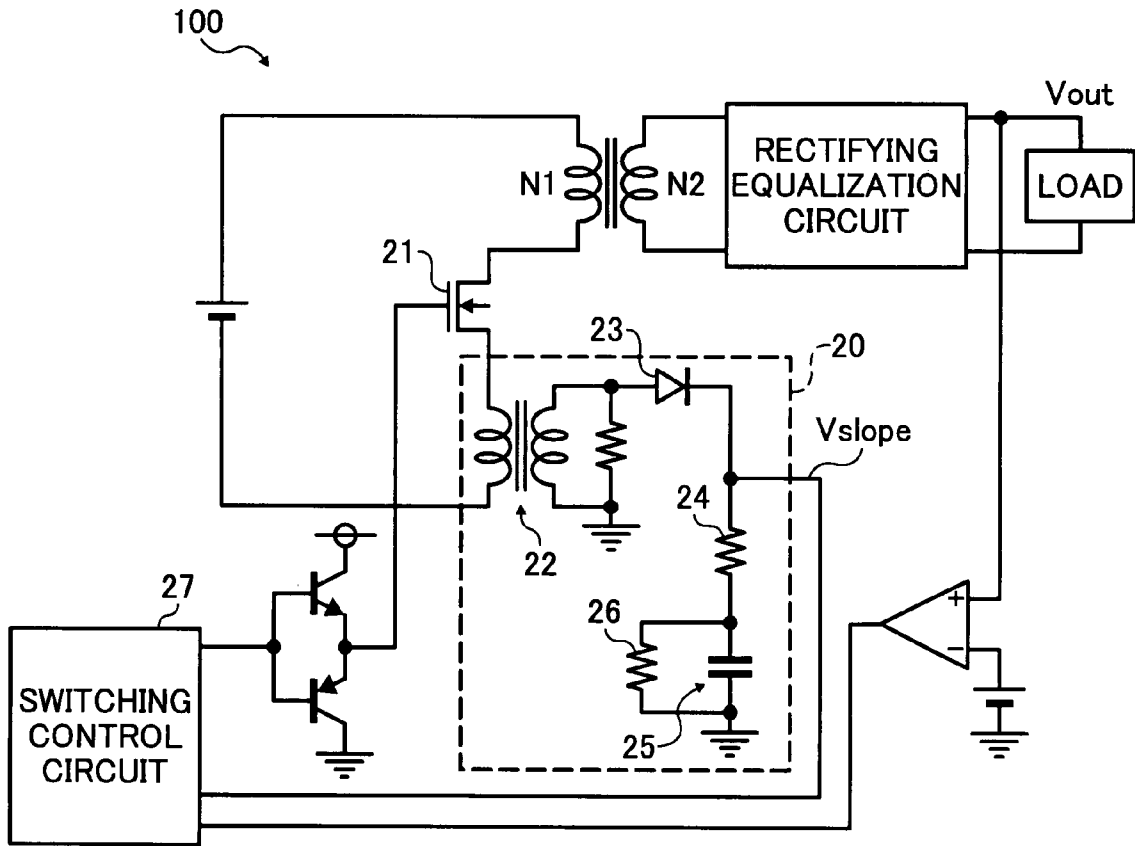 100
Vout
RECTIFYING
EQUALIZATION
CIRCUIT
LOAD
N1
N2
21
23
20
Vslope
24
22
27
26
25
+
−
SWITCHING
CONTROL
CIRCUIT